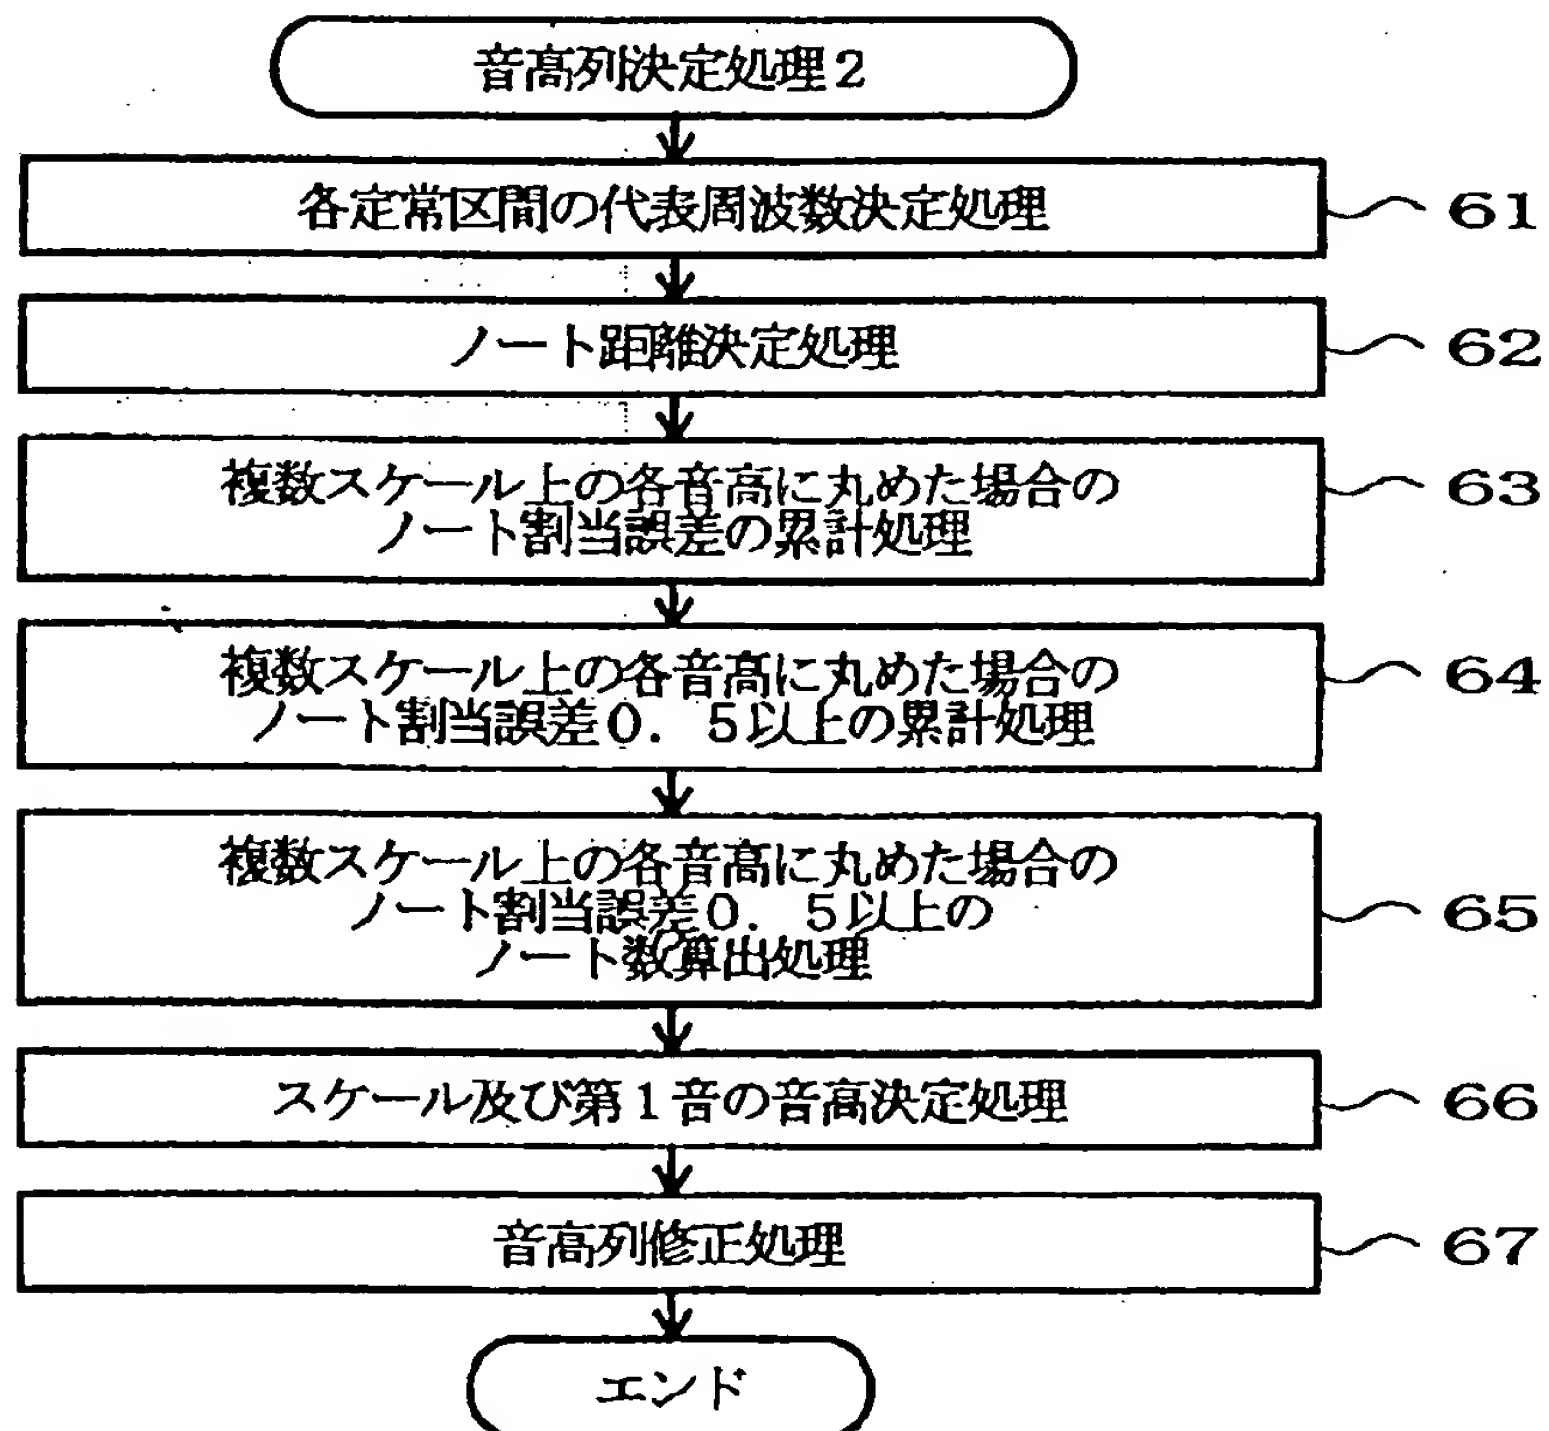 音高列決定処理２
各定常区間の代表周波数決定処理
61
ノート距離決定処理
62
複数スケール上の各音高に丸めた場合の
ノート割当誤差の累計処理
63
複数スケール上の各音高に丸めた場合の
ノート割当誤差０．５以上の累計処理
64
複数スケール上の各音高に丸めた場合の
ノート割当誤差０．５以上の
ノート数算出処理
65
スケール及び第１音の音高決定処理
66
音高列修正処理
67
エンド